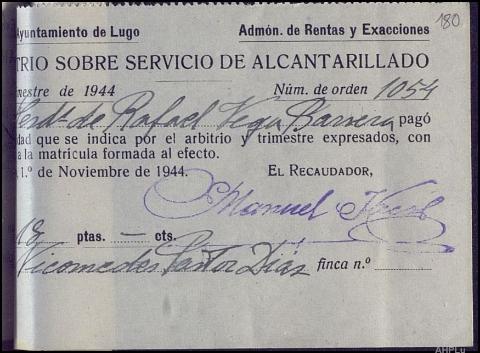 180
Ayuntamiento de Lugo Admón. de Rentas y Exacciones
TRIO SOBRE SERVICIO DE ALCANTARILLADO
mestre de 1944 Núm. de orden 1054
Herd.ª de Rafael Vega Barrera pagó
dad que se indica por el arbitrio y trimestre expresados, con
a la matrícula formada al efecto.
1.º de Noviembre de 1944. EL RECAUDADOR,
Manuel
18 ptas. — cts.
Nicomedes Pastor Díaz finca n.º
AHPLu